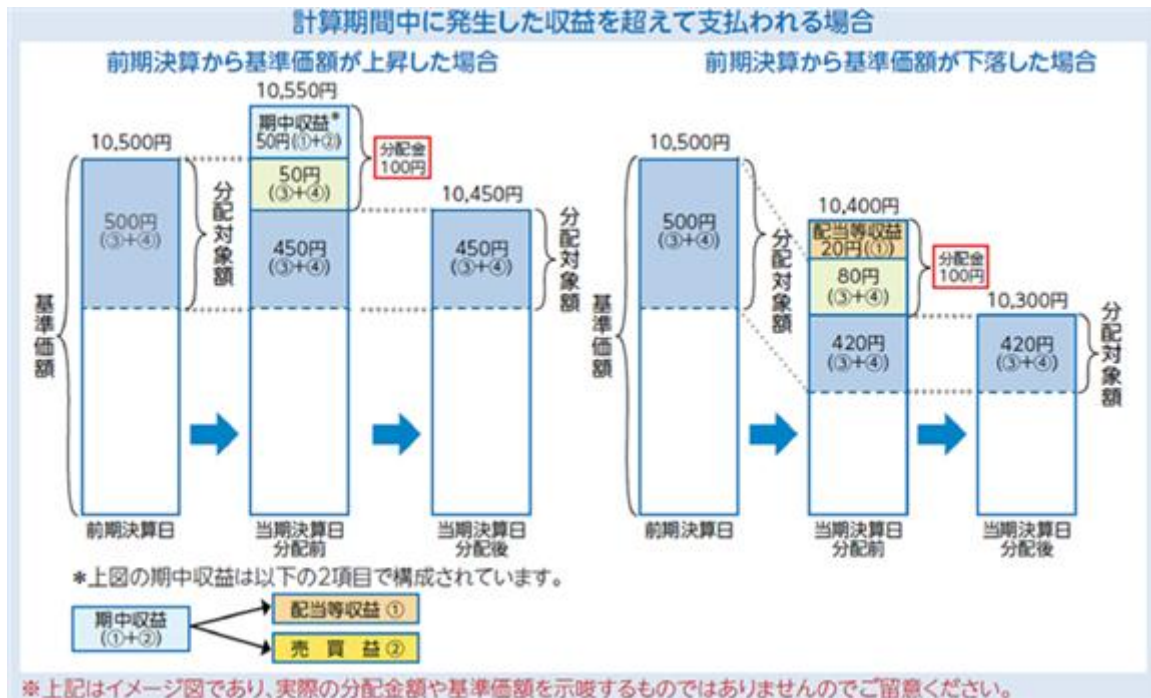 計算期間中に発生した収益を超えて支払われる場合
前期決算から基準価額が上昇した場合
10,500円
500円
(③+④)
分配対象額
基準価額
前期決算日
10,550円
期中収益*
50円(①+②)
50円
(③+④)
450円
(③+④)
分配金
100円
当期決算日
分配前
10,450円
450円
(③+④)
分配対象額
当期決算日
分配後
前期決算から基準価額が下落した場合
10,500円
500円
(③+④)
分配対象額
基準価額
前期決算日
10,400円
配当等収益
20円(①)
80円
(③+④)
420円
(③+④)
分配金
100円
当期決算日
分配前
10,300円
420円
(③+④)
分配対象額
当期決算日
分配後
*上図の期中収益は以下の2項目で構成されています。
期中収益
(①+②)
配当等収益 ①
売 買 益 ②
※上記はイメージ図であり、実際の分配金額や基準価額を示唆するものではありませんのでご留意ください。